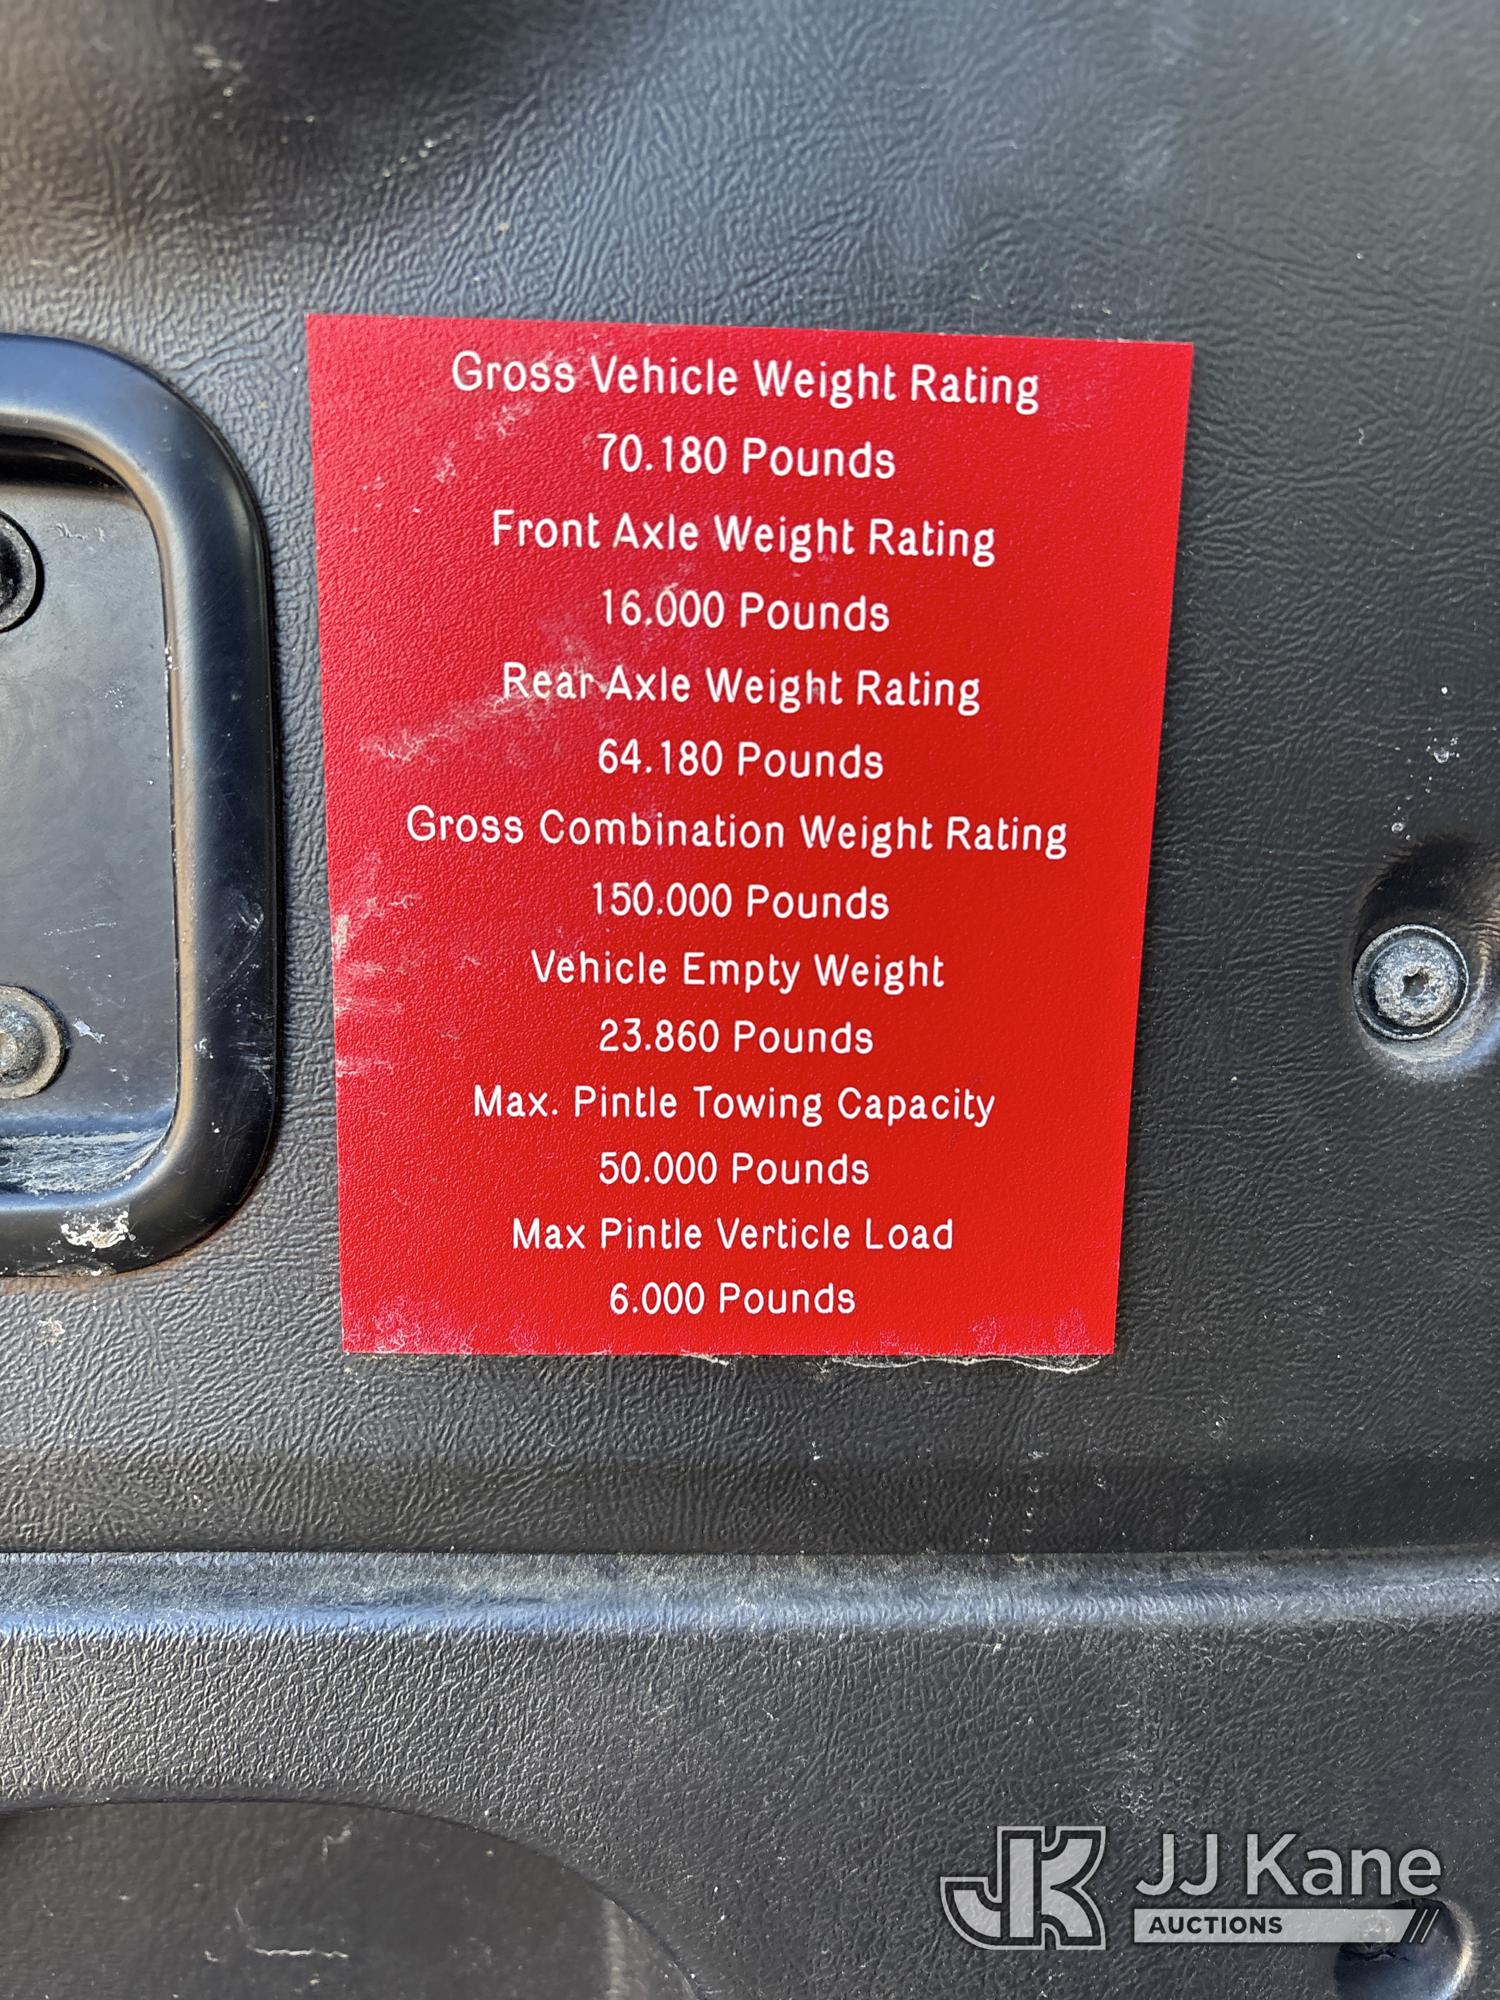 Gross Vehicle Weight Rating
70.180 Pounds
Front Axle Weight Rating
16.000 Pounds
Rear Axle Weight Rating
64.180 Pounds
Gross Combination Weight Rating
150.000 Pounds
Vehicle Empty Weight
23.860 Pounds
Max. Pintle Towing Capacity
50.000 Pounds
Max Pintle Verticle Load
6.000 Pounds
JK JJ Kane
AUCTIONS